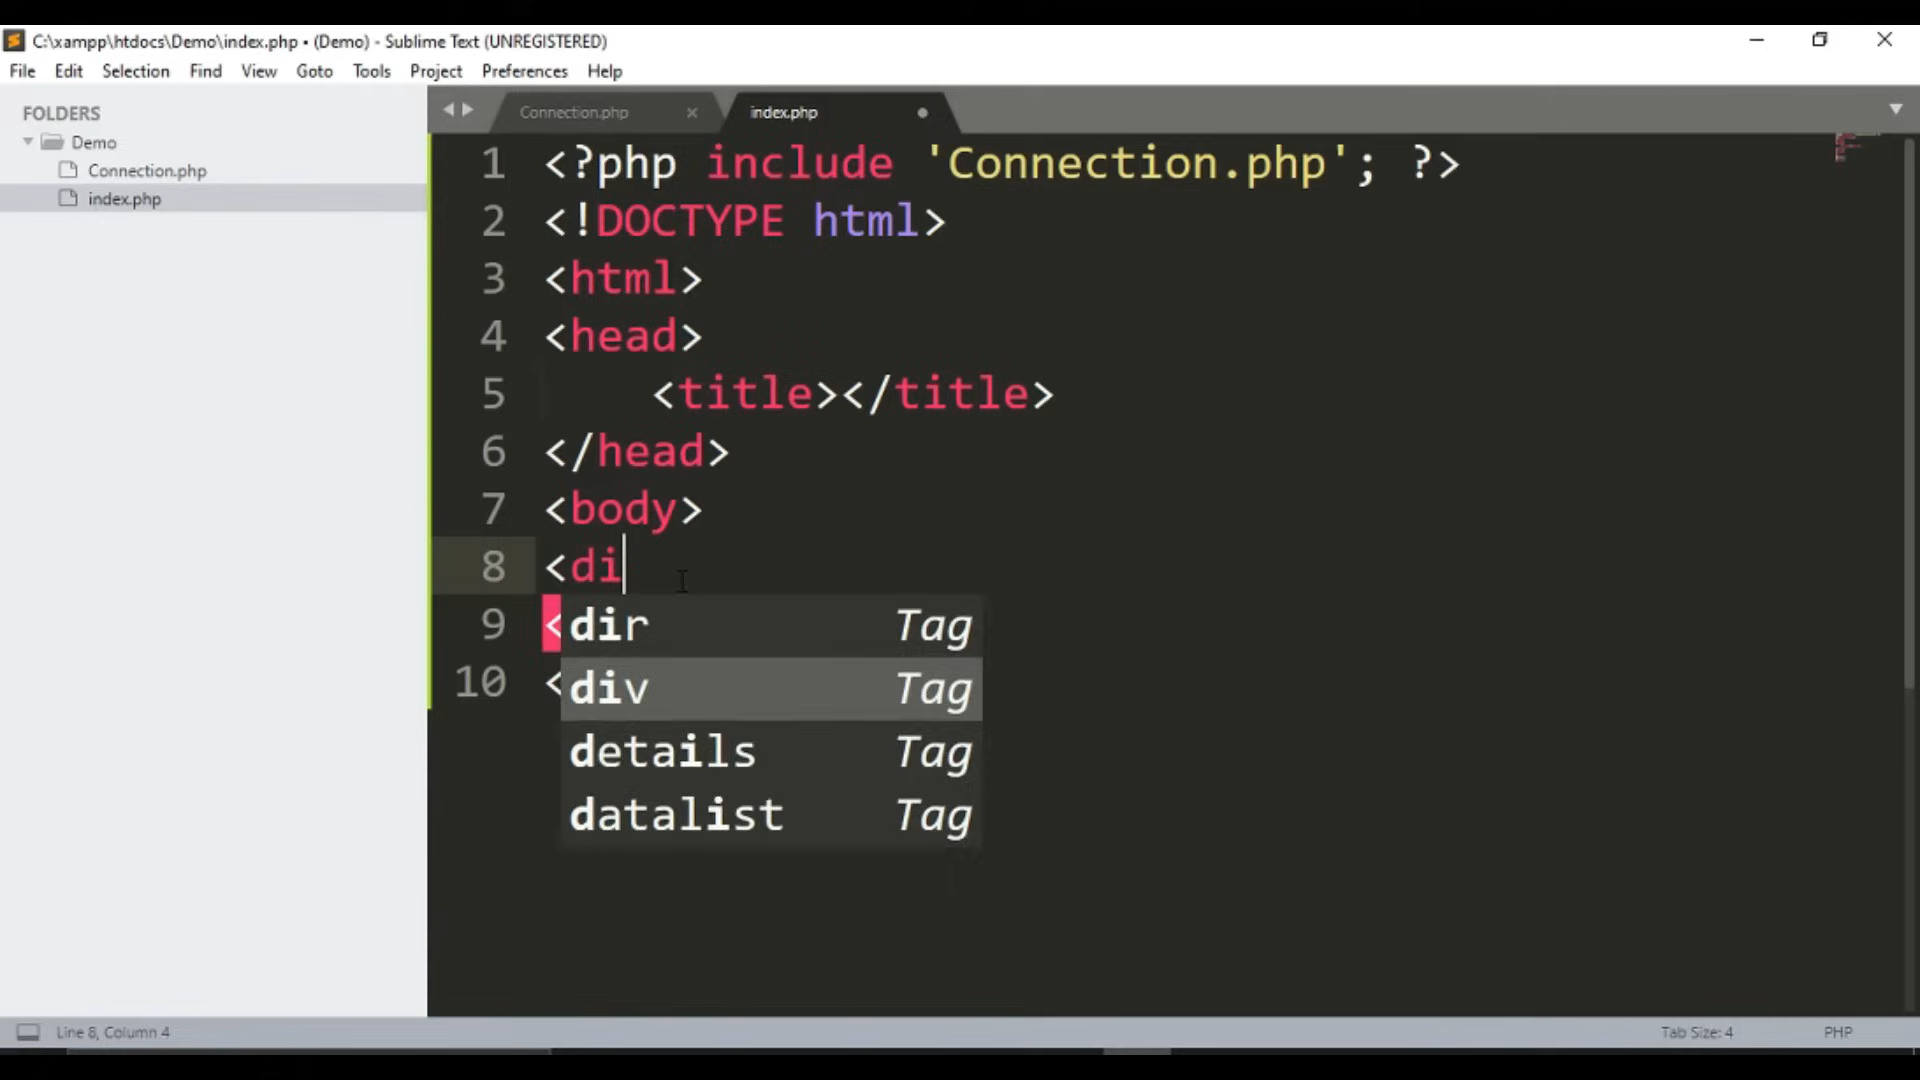 C:\xampp\htdocs\Demo\index.php • (Demo) - Sublime Text (UNREGISTERED)
File Edit Selection Find View Goto Tools Project Preferences Help
FOLDERS
Demo
Connection.php
index.php
Connection.php × index.php
1 <?php include 'Connection.php'; ?>
2 <!DOCTYPE html>
3 <html>
4 <head>
5 <title></title>
6 </head>
7 <body>
8 <di
9 <
10 <
dir Tag
div Tag
details Tag
datalist Tag
Line 8, Column 4 Tab Size: 4 PHP